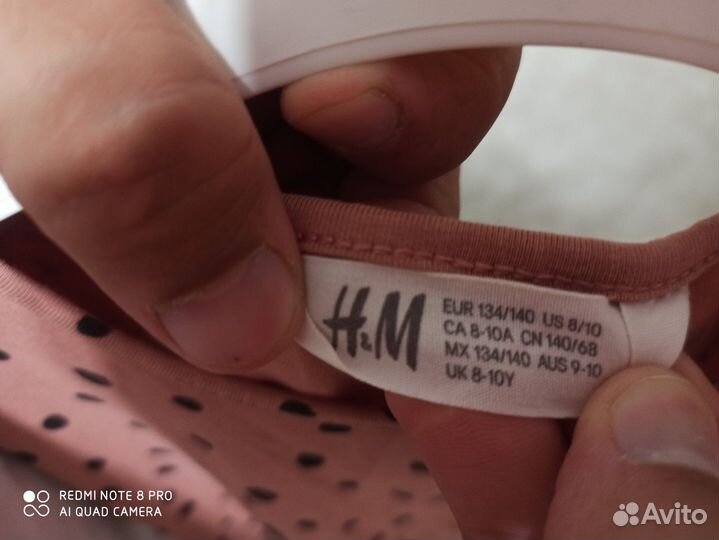 H&M
EUR 134/140 US 8/10
CA 8-10A CN 140/68
MX 134/140 AUS 9-10
UK 8-10Y
REDMI NOTE 8 PRO
AI QUAD CAMERA
Avito